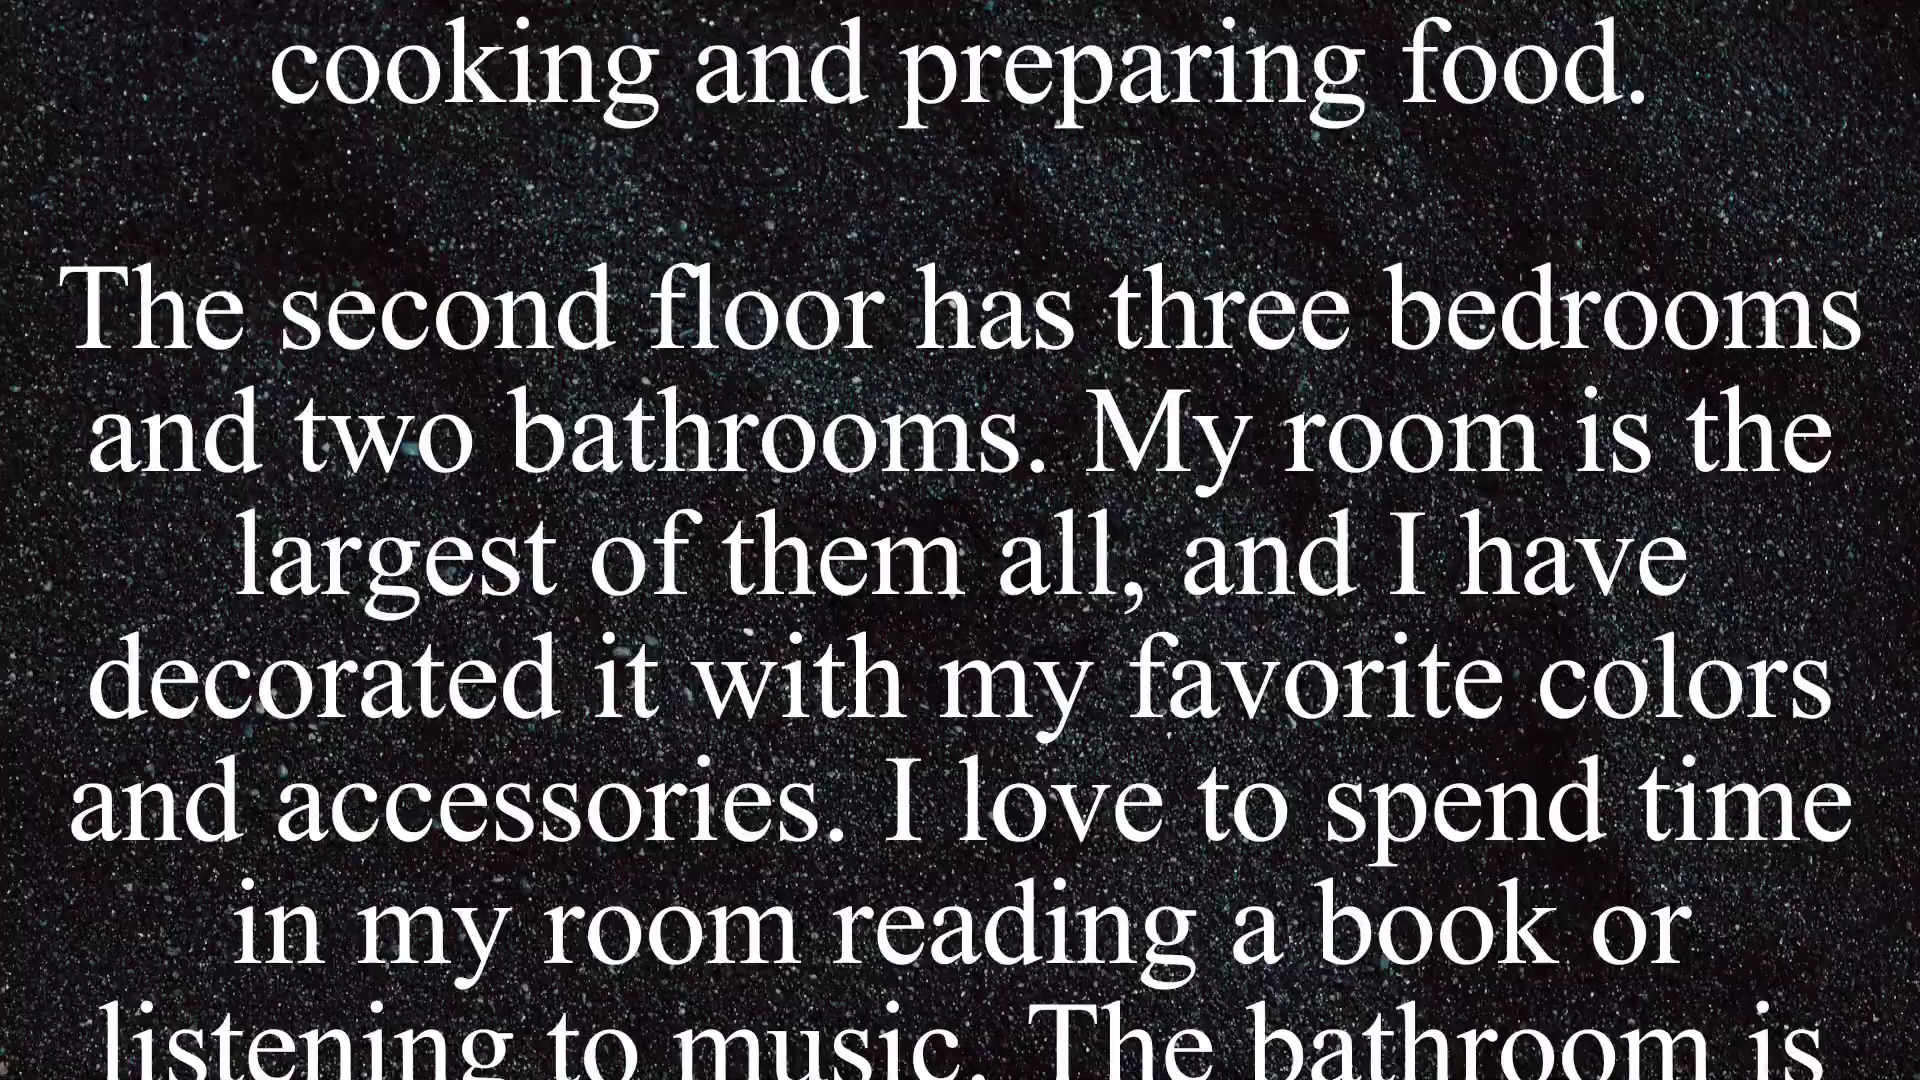 cooking and preparing food.
The second floor has three bedrooms
and two bathrooms. My room is the
largest of them all, and I have
decorated it with my favorite colors
and accessories. I love to spend time
in my room reading a book or
listening to music. The bathroom is